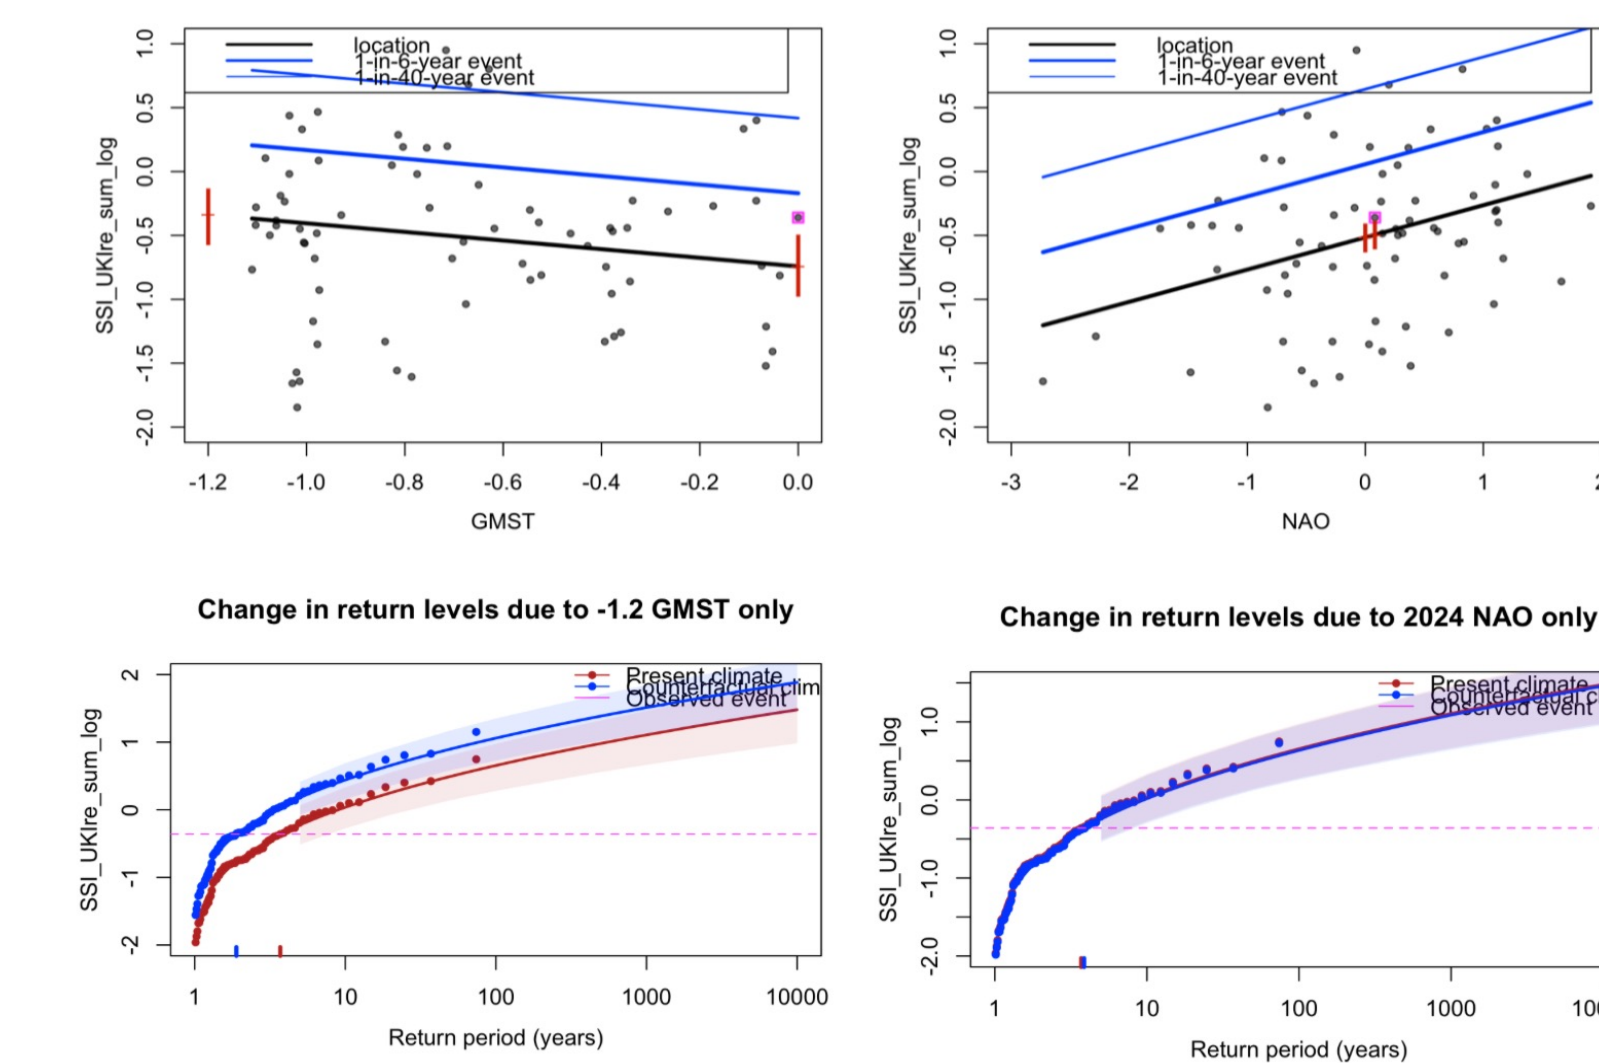 location
1-in-6-year event
1-in-40-year event
SSI_UKIre_sum_log
1.0
0.5
0.0
-0.5
-1.0
-1.5
-2.0
-1.2 -1.0 -0.8 -0.6 -0.4 -0.2 0.0
GMST
location
1-in-6-year event
1-in-40-year event
SSI_UKIre_sum_log
1.0
0.5
0.0
-0.5
-1.0
-1.5
-2.0
-3 -2 -1 0 1
NAO
Change in return levels due to -1.2 GMST only
Present climate
Counterfactual clim
Observed event
SSI_UKIre_sum_log
2
1
0
-1
-2
1 10 100 1000 10000
Return period (years)
Change in return levels due to 2024 NAO only
Present climate
Counterfactual c
Observed event
SSI_UKIre_sum_log
1.0
0.0
-1.0
-2.0
1 10 100 1000
Return period (years)